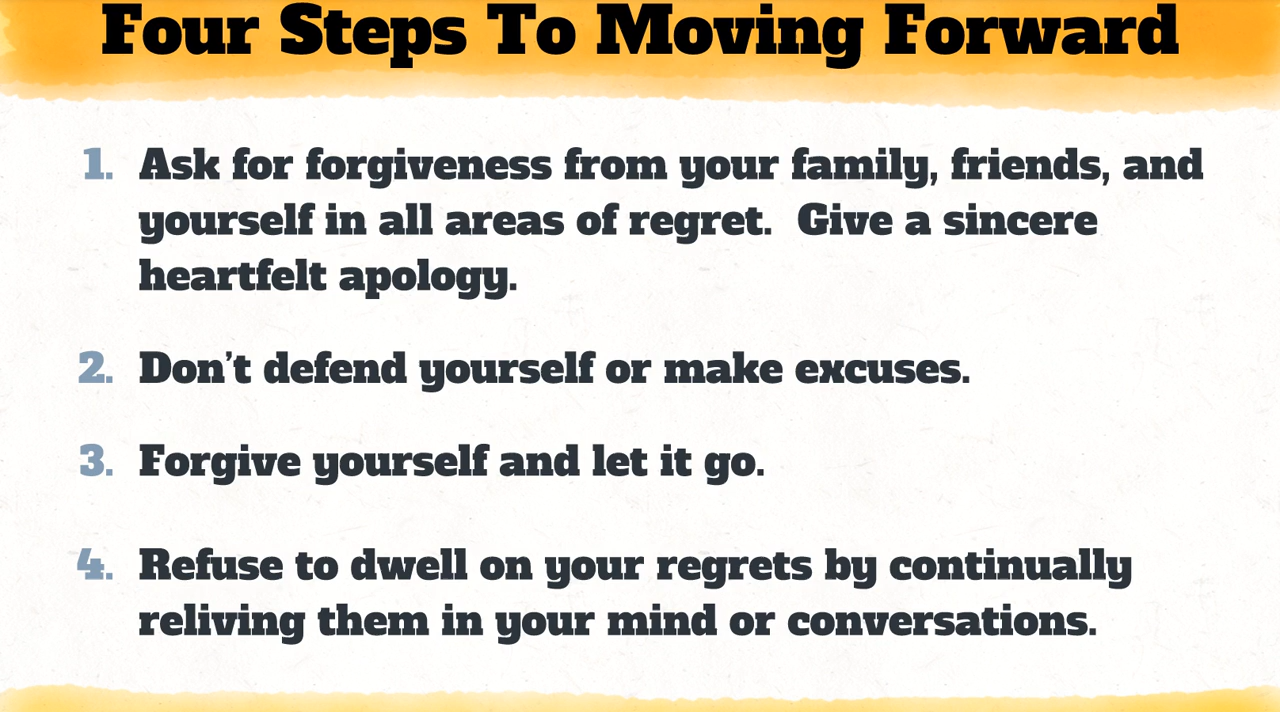 Four Steps To Moving Forward
1. Ask for forgiveness from your family, friends, and
yourself in all areas of regret.  Give a sincere
heartfelt apology.
2. Don’t defend yourself or make excuses.
3. Forgive yourself and let it go.
4. Refuse to dwell on your regrets by continually
reliving them in your mind or conversations.